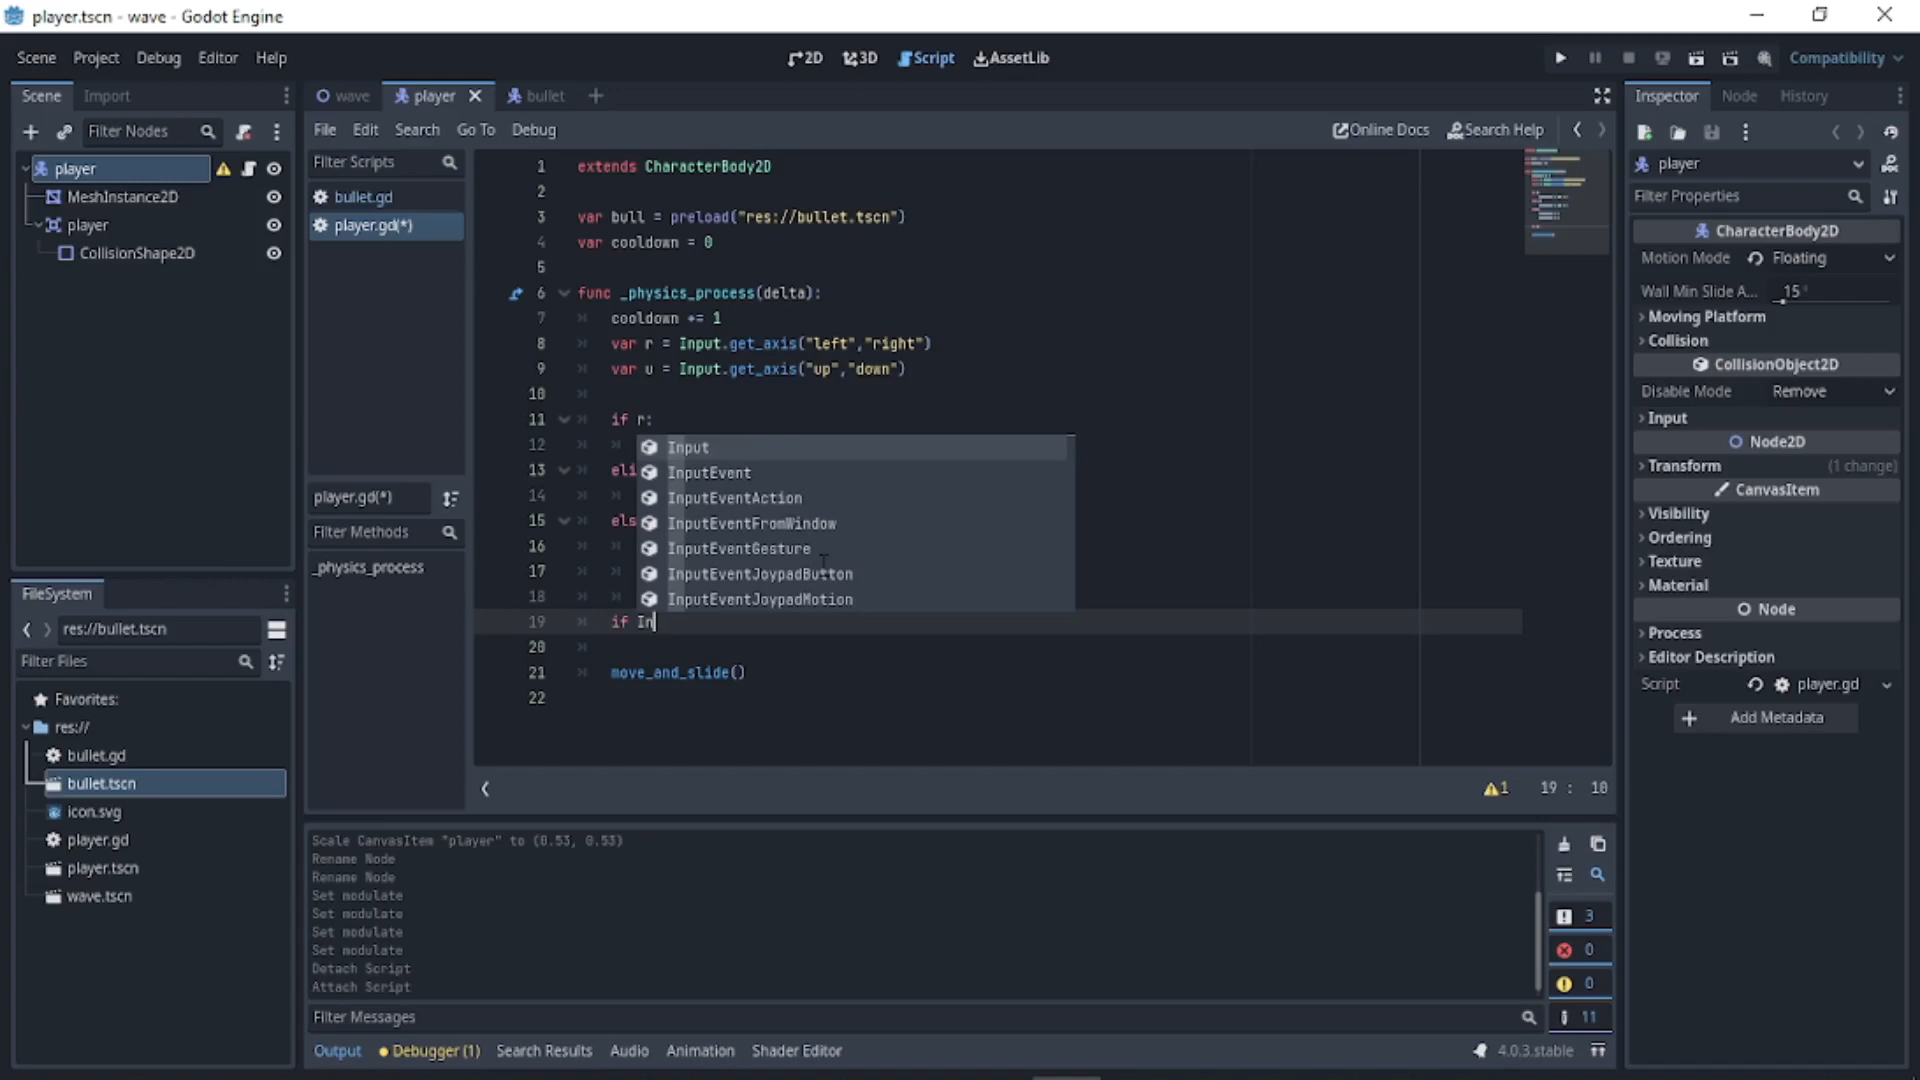 player.tscn - wave - Godot Engine
Scene Project Debug Editor Help
2D 3D Script AssetLib
Compatibility
Scene Import
Filter Nodes
player
MeshInstance2D
player
CollisionShape2D
FileSystem
res://bullet.tscn
Filter Files
Favorites:
res://
bullet.gd
bullet.tscn
icon.svg
player.gd
player.tscn
wave.tscn
wave player bullet
File Edit Search Go To Debug
Online Docs Search Help
Filter Scripts
bullet.gd
player.gd(*)
player.gd(*)
Filter Methods
_physics_process
1 extends CharacterBody2D
2
3 var bull = preload("res://bullet.tscn")
4 var cooldown = 0
5
6 func _physics_process(delta):
7 cooldown += 1
8 var r = Input.get_axis("left","right")
9 var u = Input.get_axis("up","down")
10
11 if r:
12
13 eli
14
15 els
16
17
18
19 if In
20
21 move_and_slide()
22
Input
InputEvent
InputEventAction
InputEventFromWindow
InputEventGesture
InputEventJoypadButton
InputEventJoypadMotion
1 19 : 10
Scale CanvasItem "player" to (0.53, 0.53)
Rename Node
Rename Node
Set modulate
Set modulate
Set modulate
Set modulate
Detach Script
Attach Script
Filter Messages
3
0
0
11
Output Debugger (1) Search Results Audio Animation Shader Editor
4.0.3.stable
Inspector Node History
player
Filter Properties
CharacterBody2D
Motion Mode Floating
Wall Min Slide A... 15 °
Moving Platform
Collision
CollisionObject2D
Disable Mode Remove
Input
Node2D
Transform (1 change)
CanvasItem
Visibility
Ordering
Texture
Material
Node
Process
Editor Description
Script player.gd
Add Metadata